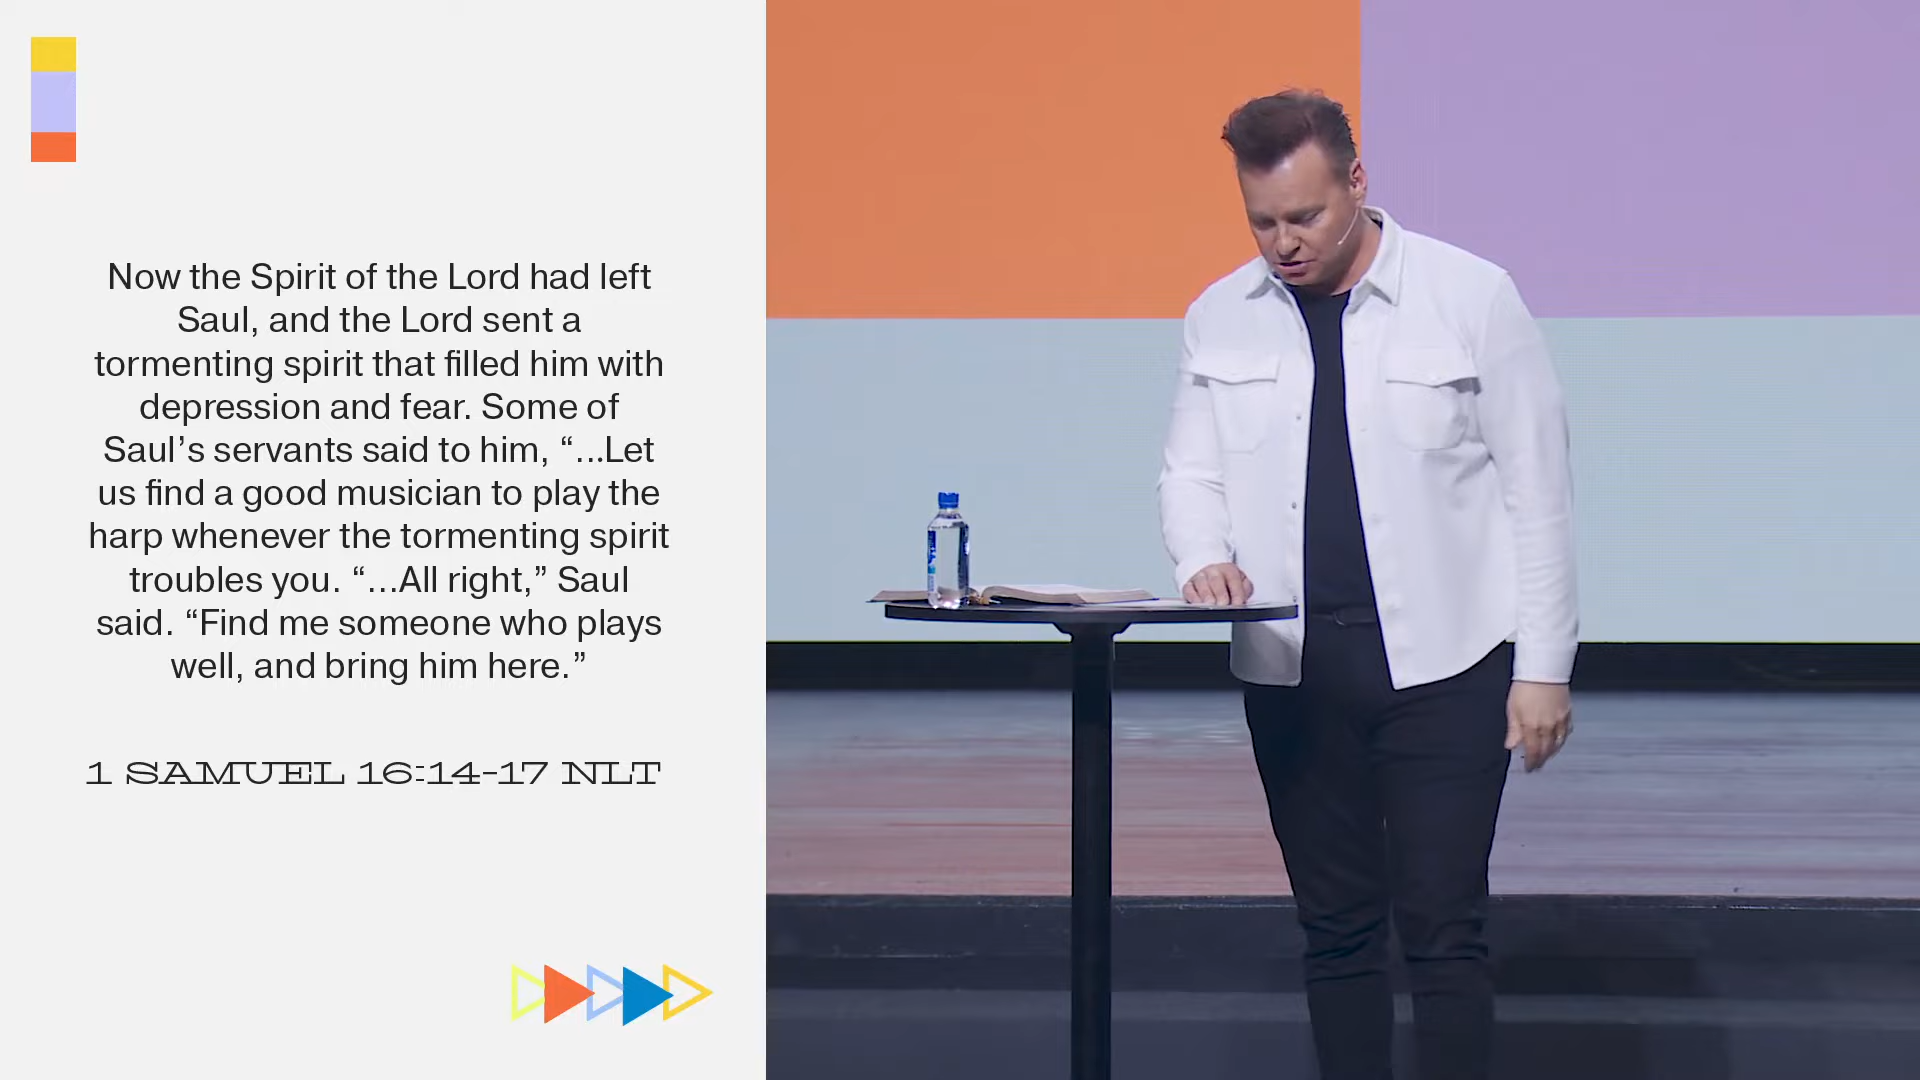 Now the Spirit of the Lord had left
Saul, and the Lord sent a
tormenting spirit that filled him with
depression and fear. Some of
Saul’s servants said to him, “...Let
us find a good musician to play the
harp whenever the tormenting spirit
troubles you. “...All right,” Saul
said. “Find me someone who plays
well, and bring him here.”
1 SAMUEL 16:14-17 NLT